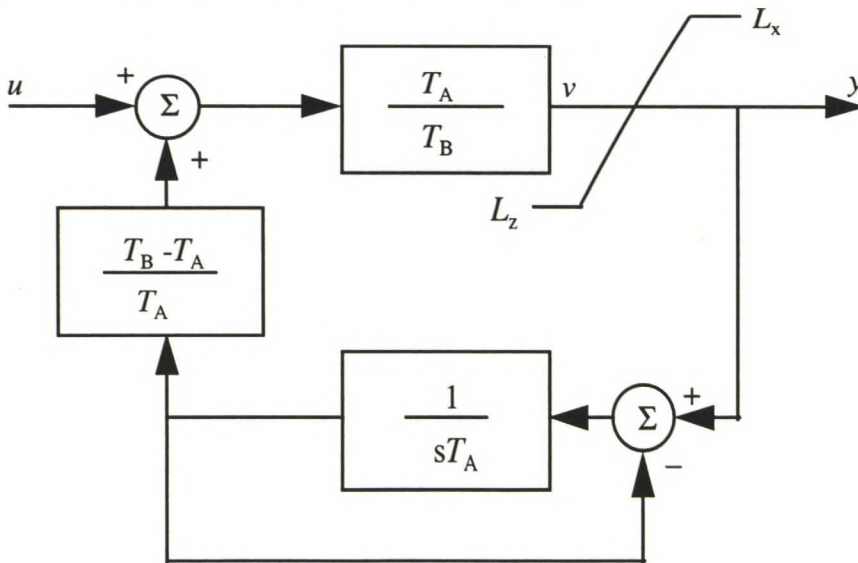 u
+
Σ
+
T_A
T_B
v
L_x
L_z
y
T_B -T_A
T_A
1
sT_A
Σ
+
−